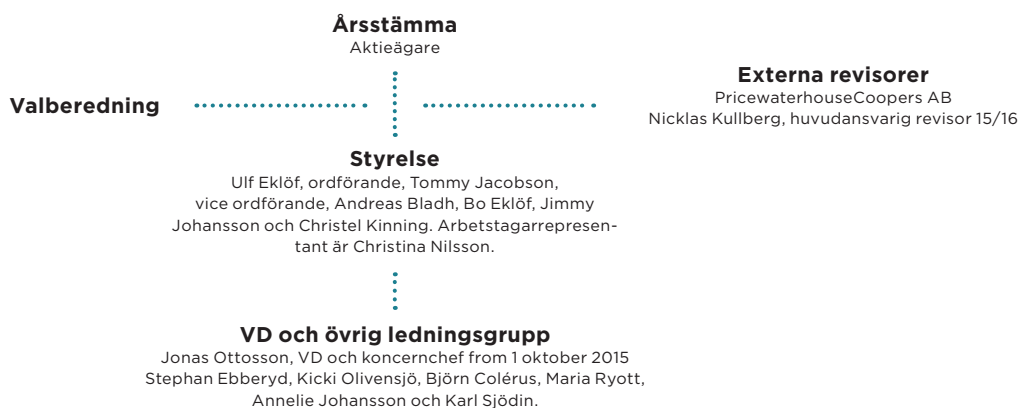 Årsstämma
Aktieägare
Valberedning
Externa revisorer
PricewaterhouseCoopers AB
Nicklas Kullberg, huvudansvarig revisor 15/16
Styrelse
Ulf Eklöf, ordförande, Tommy Jacobson,
vice ordförande, Andreas Bladh, Bo Eklöf, Jimmy
Johansson och Christel Kinning. Arbetstagarrepresen-
tant är Christina Nilsson.
VD och övrig ledningsgrupp
Jonas Ottosson, VD och koncernchef from 1 oktober 2015
Stephan Ebberyd, Kicki Olivensjö, Björn Colérus, Maria Ryott,
Annelie Johansson och Karl Sjödin.